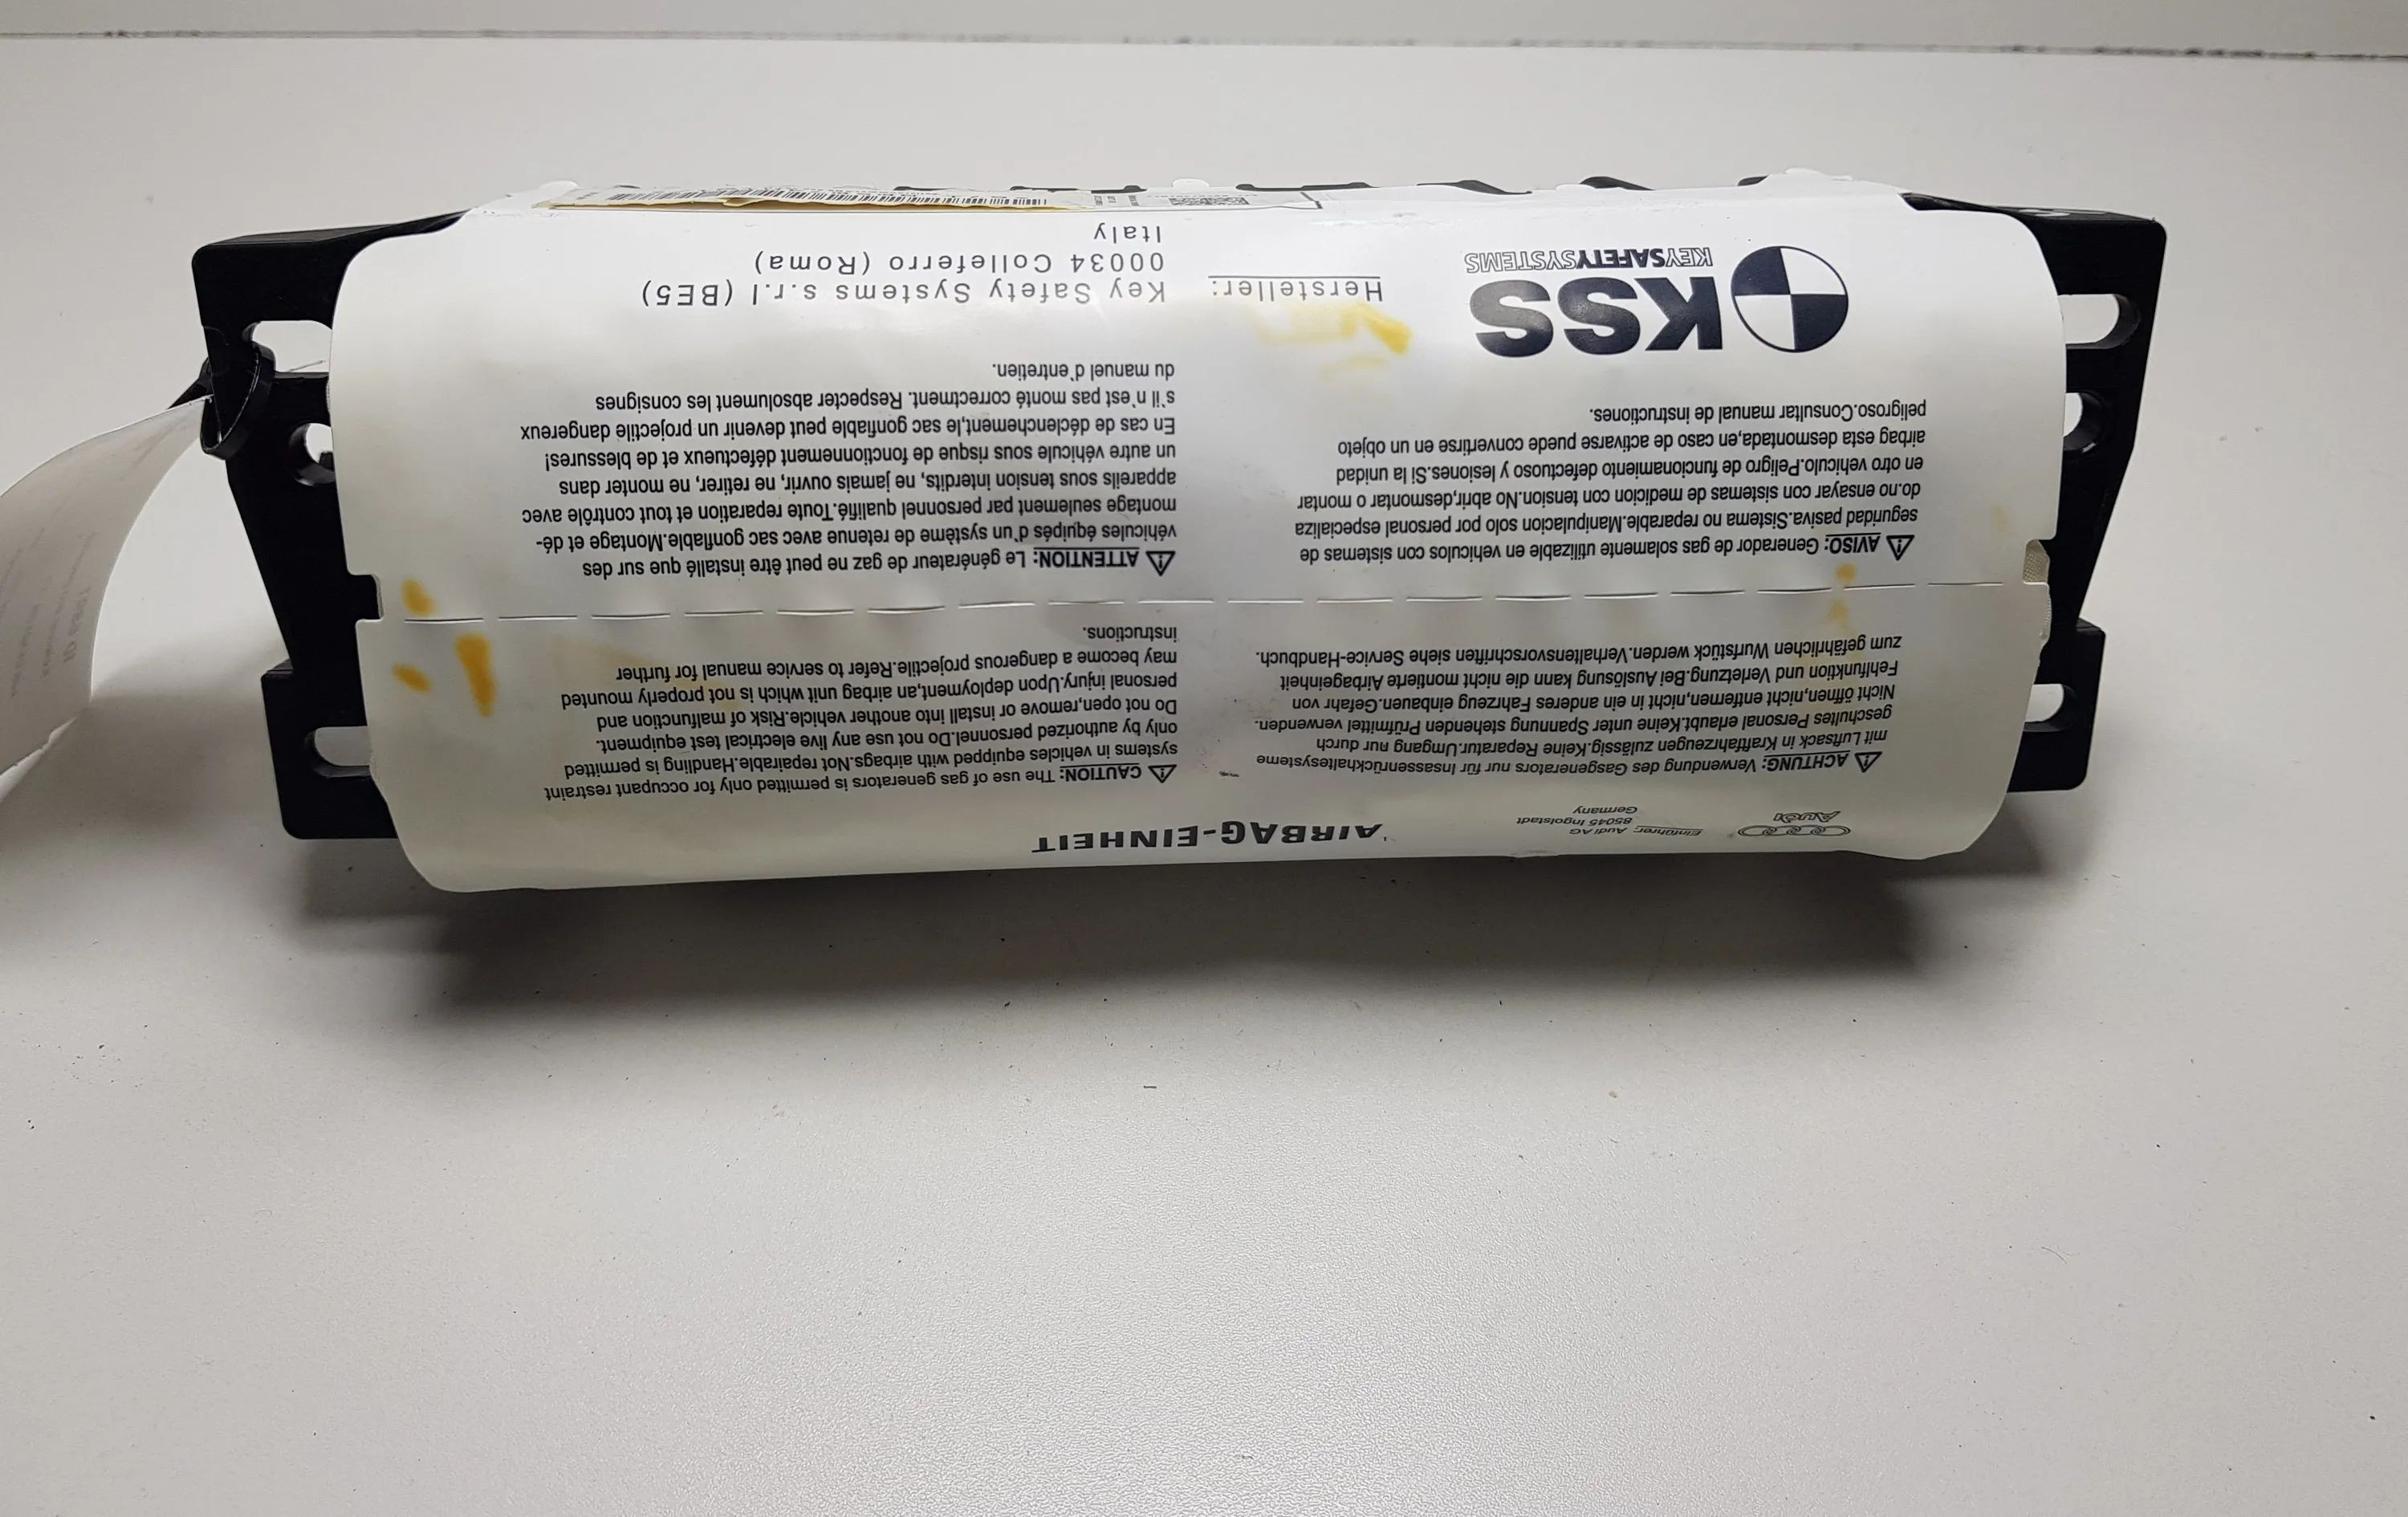 Audi
Einführer: Audi AG
85045 Ingolstadt
Germany
AIRBAG-EINHEIT
ACHTUNG: Verwendung des Gasgenerators nur für Insassenrückhaltesysteme
mit Luftsack in Kraftfahrzeugen zulässig.Keine Reparatur.Umgang nur durch
geschultes Personal erlaubt.Keine unter Spannung stehenden Prüfmittel verwenden.
Nicht öffnen,nicht entfernen,nicht in ein anderes Fahrzeug einbauen.Gefahr von
Fehlfunktion und Verletzung.Bei Auslösung kann die nicht montierte Airbageinheit
zum gefährlichen Wurfstück werden.Verhaltensvorschriften siehe Service-Handbuch.
CAUTION: The use of gas generators is permitted only for occupant restraint
systems in vehicles equipped with airbags.Not repairable.Handling is permitted
only by authorized personnel.Do not use any live electrical test equipment.
Do not open,remove or install into another vehicle.Risk of malfunction and
personal injury.Upon deployment,an airbag unit which is not properly mounted
may become a dangerous projectile.Refer to service manual for further
instructions.
AVISO: Generador de gas solamente utilizable en vehiculos con sistemas de
seguridad pasiva.Sistema no reparable.Manipulacion solo por personal especializa
do.no ensayar con sistemas de medicion con tension.No abrir,desmontar o montar
en otro vehiculo.Peligro de funcionamiento defectuoso y lesiones.Si la unidad
airbag esta desmontada,en caso de activarse puede convertirse en un objeto
peligroso.Consultar manual de instructiones.
ATTENTION: Le générateur de gaz ne peut être installé que sur des
véhicules équipés d'un système de retenue avec sac gonflable.Montage et dé-
montage seulement par personnel qualifié.Toute reparation et tout contrôle avec
appareils sous tension interdits, ne jamais ouvrir, ne retirer, ne monter dans
un autre véhicule sous risque de fonctionnement défectueux et de blessures!
En cas de déclenchement,le sac gonflable peut devenir un projectile dangereux
s'il n'est pas monté correctment. Respecter absolument les consignes
du manuel d'entretien.
KSS
KEYSAFETYSYSTEMS
Hersteller: Key Safety Systems s.r.l (BE5)
00034 Colleferro (Roma)
Italy